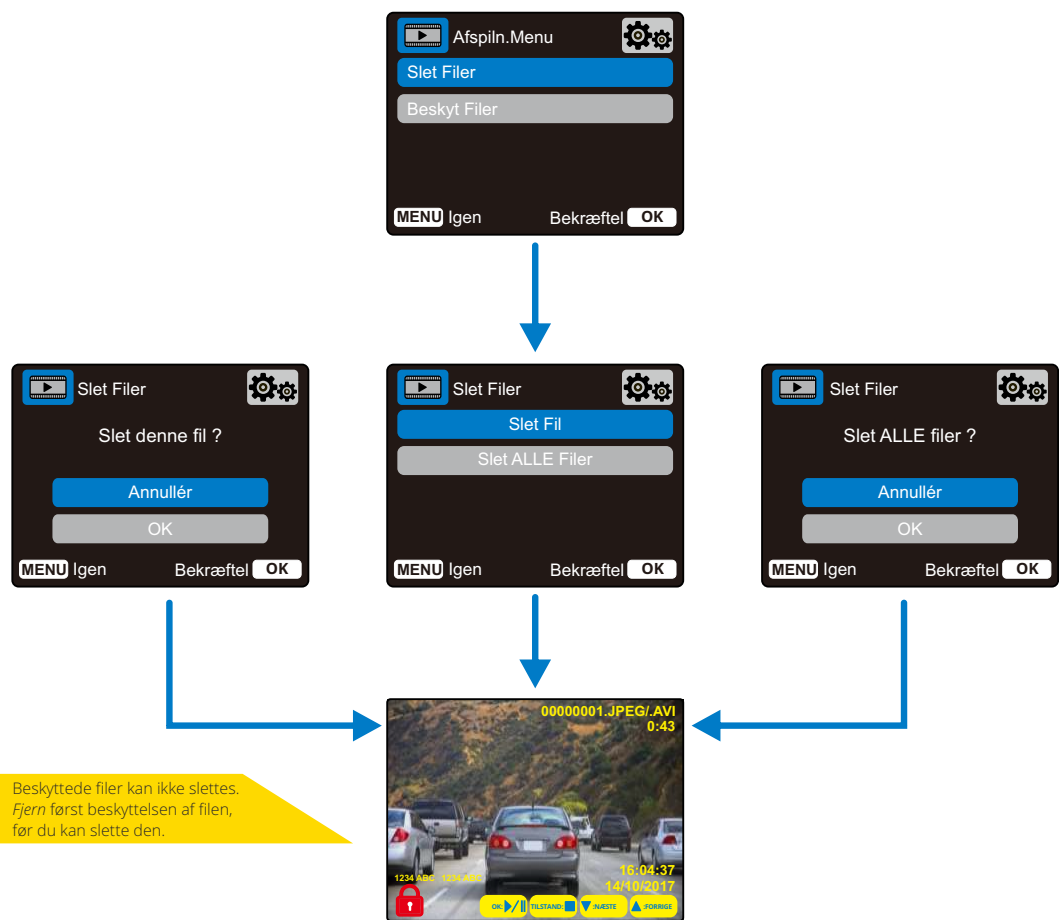 Afspiln.Menu
Slet Filer
Beskyt Filer
MENU Igen Bekræftel OK
Slet Filer
Slet denne fil ?
Annullér
OK
MENU Igen Bekræftel OK
Slet Filer
Slet Fil
Slet ALLE Filer
MENU Igen Bekræftel OK
Slet Filer
Slet ALLE filer ?
Annullér
OK
MENU Igen Bekræftel OK
00000001.JPEG/.AVI
0:43
Beskyttede filer kan ikke slettes.
Fjern først beskyttelsen af filen,
før du kan slette den.
16:04:37
1234 ABC 1234 ABC
14/10/2017
OK: TILSTAND: :NÆSTE :FORRIGE